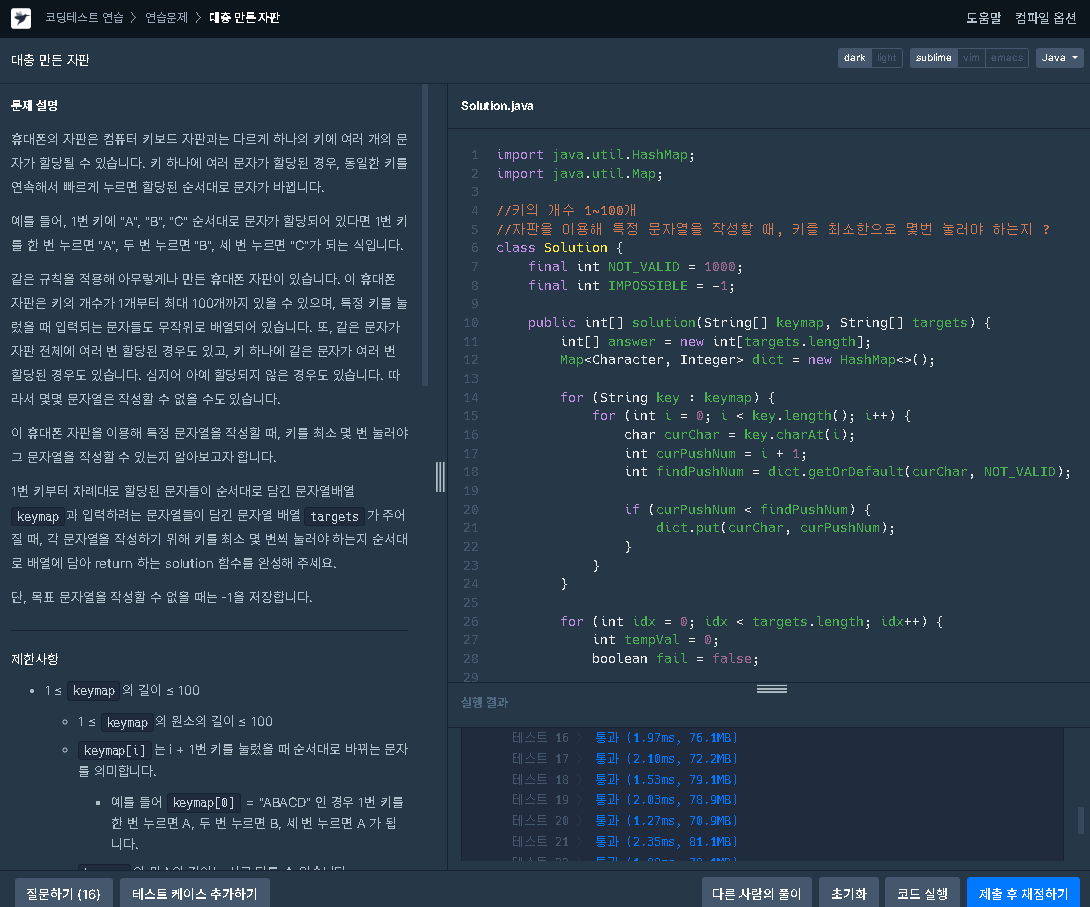 코딩테스트 연습 > 연습문제 > 대충 만든 자판
도움말 컴파일 옵션
대충 만든 자판
dark light sublime vim emacs Java
문제 설명
휴대폰의 자판은 컴퓨터 키보드 자판과는 다르게 하나의 키에 여러 개의 문
자가 할당될 수 있습니다. 키 하나에 여러 문자가 할당된 경우, 동일한 키를
연속해서 빠르게 누르면 할당된 순서대로 문자가 바뀝니다.
예를 들어, 1번 키에 "A", "B", "C" 순서대로 문자가 할당되어 있다면 1번 키
를 한 번 누르면 "A", 두 번 누르면 "B", 세 번 누르면 "C"가 되는 식입니다.
같은 규칙을 적용해 아무렇게나 만든 휴대폰 자판이 있습니다. 이 휴대폰
자판은 키의 개수가 1개부터 최대 100개까지 있을 수 있으며, 특정 키를 눌
렀을 때 입력되는 문자들도 무작위로 배열되어 있습니다. 또, 같은 문자가
자판 전체에 여러 번 할당된 경우도 있고, 키 하나에 같은 문자가 여러 번
할당된 경우도 있습니다. 심지어 아예 할당되지 않은 경우도 있습니다. 따
라서 몇몇 문자열은 작성할 수 없을 수도 있습니다.
이 휴대폰 자판을 이용해 특정 문자열을 작성할 때, 키를 최소 몇 번 눌러야
그 문자열을 작성할 수 있는지 알아보고자 합니다.
1번 키부터 차례대로 할당된 문자들이 순서대로 담긴 문자열배열
keymap 과 입력하려는 문자열들이 담긴 문자열 배열 targets 가 주어
질 때, 각 문자열을 작성하기 위해 키를 최소 몇 번씩 눌러야 하는지 순서대
로 배열에 담아 return 하는 solution 함수를 완성해 주세요.
단, 목표 문자열을 작성할 수 없을 때는 -1을 저장합니다.
제한사항
• 1 ≤ keymap 의 길이 ≤ 100
◦ 1 ≤ keymap 의 원소의 길이 ≤ 100
◦ keymap[i] 는 i + 1번 키를 눌렀을 때 순서대로 바뀌는 문자
를 의미합니다.
▪ 예를 들어 keymap[0] = "ABACD" 인 경우 1번 키를
한 번 누르면 A, 두 번 누르면 B, 세 번 누르면 A 가 됩
니다.
Solution.java
1 import java.util.HashMap;
2 import java.util.Map;
3
4 //키의 개수 1~100개
5 //자판을 이용해 특정 문자열을 작성할 때, 키를 최소한으로 몇번 눌러야 하는지 ?
6 class Solution {
7 final int NOT_VALID = 1000;
8 final int IMPOSSIBLE = -1;
9
10 public int[] solution(String[] keymap, String[] targets) {
11 int[] answer = new int[targets.length];
12 Map<Character, Integer> dict = new HashMap<>();
13
14 for (String key : keymap) {
15 for (int i = 0; i < key.length(); i++) {
16 char curChar = key.charAt(i);
17 int curPushNum = i + 1;
18 int findPushNum = dict.getOrDefault(curChar, NOT_VALID);
19
20 if (curPushNum < findPushNum) {
21 dict.put(curChar, curPushNum);
22 }
23 }
24 }
25
26 for (int idx = 0; idx < targets.length; idx++) {
27 int tempVal = 0;
28 boolean fail = false;
29
실행 결과
테스트 16 > 통과 (1.97ms, 76.1MB)
테스트 17 > 통과 (2.10ms, 72.2MB)
테스트 18 > 통과 (1.53ms, 79.1MB)
테스트 19 > 통과 (2.03ms, 78.9MB)
테스트 20 > 통과 (1.27ms, 70.9MB)
테스트 21 > 통과 (2.35ms, 81.1MB)
질문하기 (16) 테스트 케이스 추가하기 다른 사람의 풀이 초기화 코드 실행 제출 후 채점하기